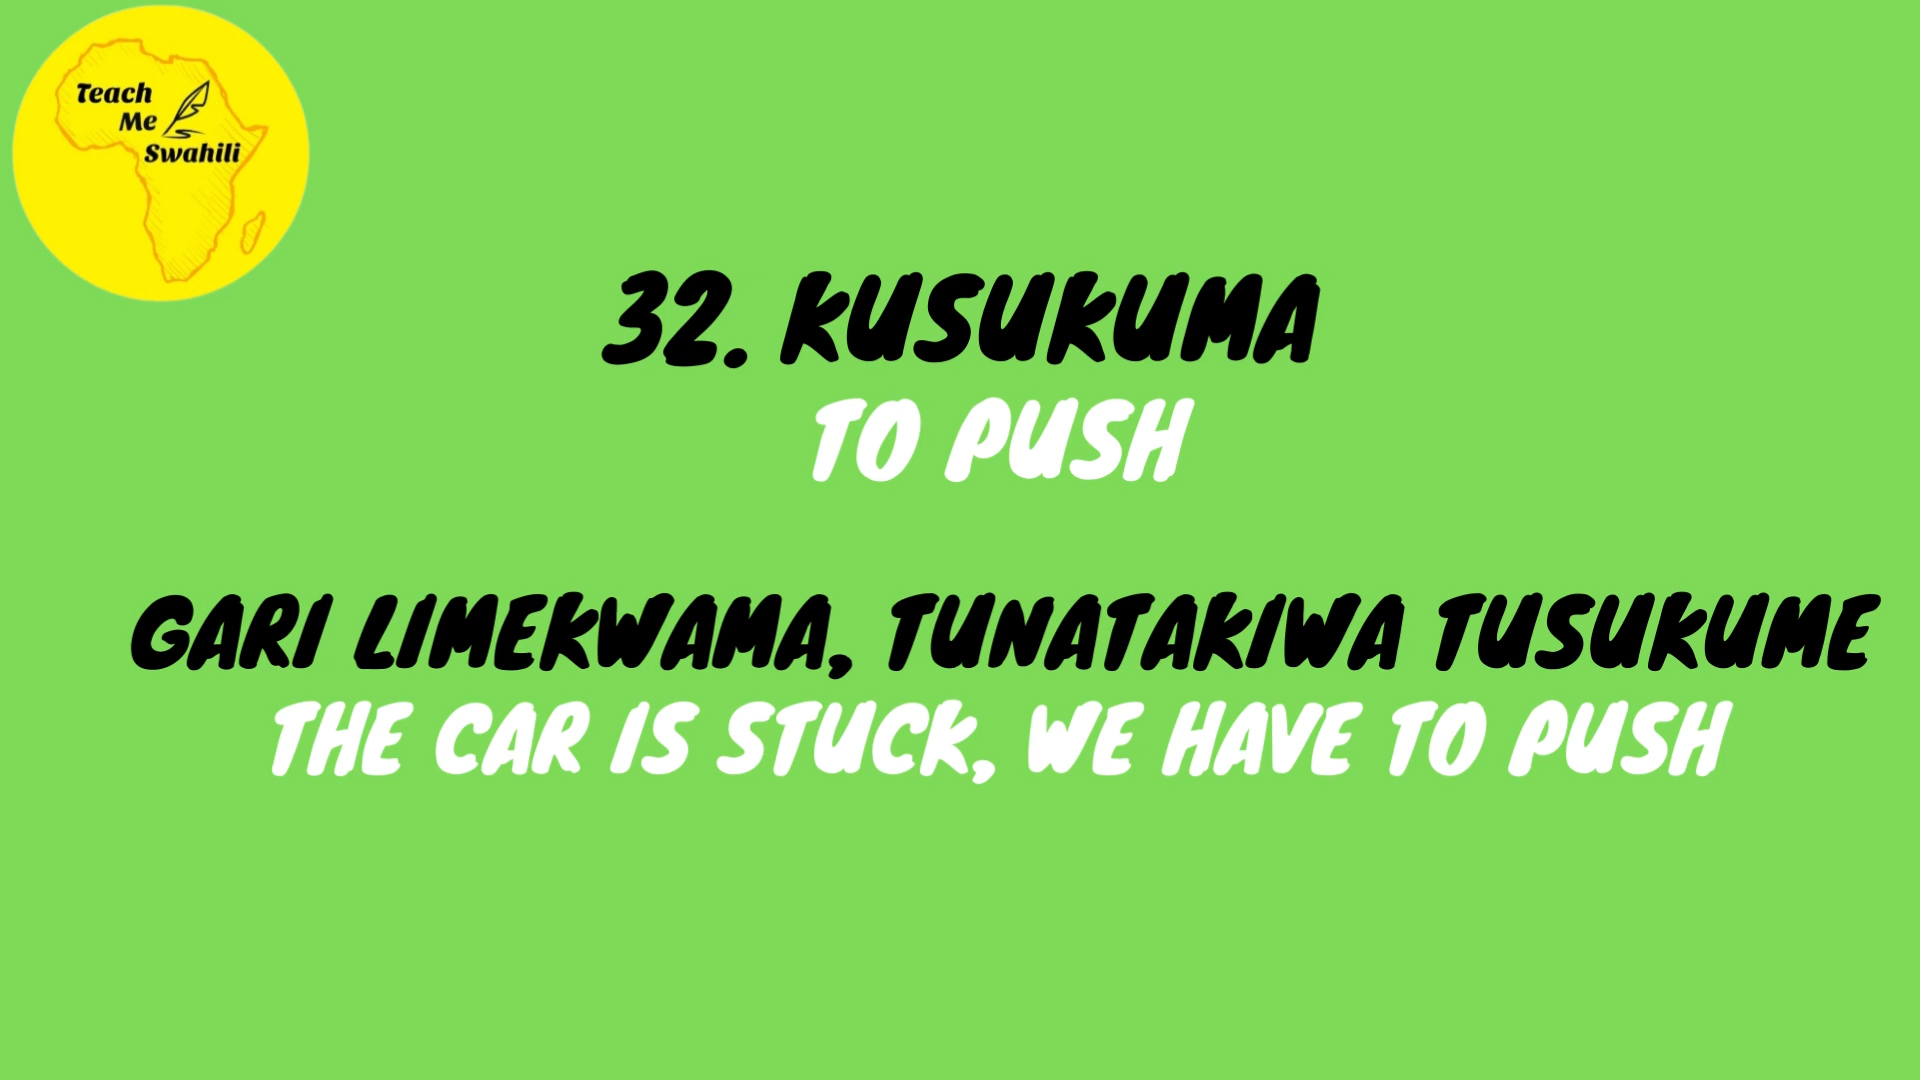 Teach
Me
Swahili
32. KUSUKUMA
TO PUSH
GARI LIMEKWAMA, TUNATAKIWA TUSUKUME
THE CAR IS STUCK, WE HAVE TO PUSH